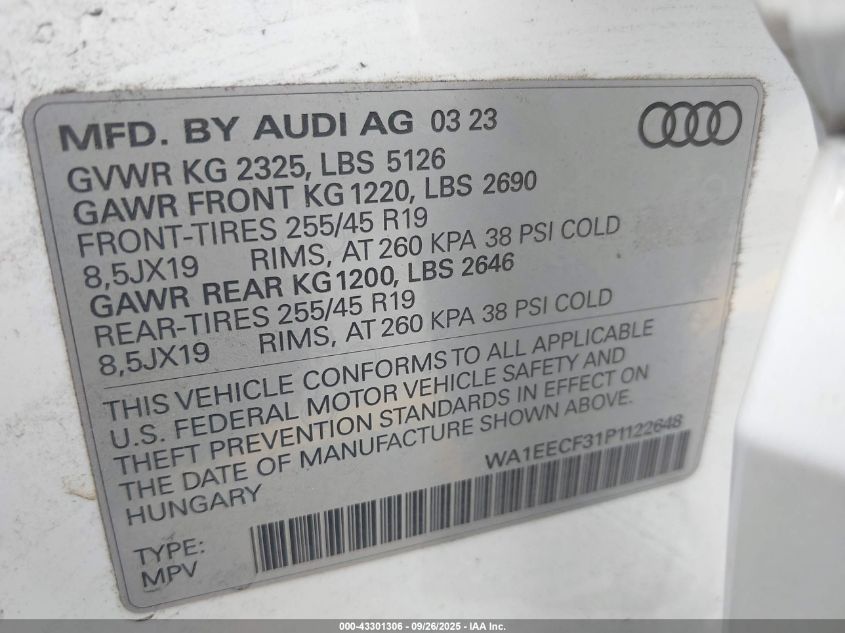 MFD. BY AUDI AG 03 23
GVWR KG 2325, LBS 5126
GAWR FRONT KG 1220, LBS 2690
FRONT-TIRES 255/45 R19
8,5JX19 RIMS, AT 260 KPA 38 PSI COLD
GAWR REAR KG 1200, LBS 2646
REAR-TIRES 255/45 R19
8,5JX19 RIMS, AT 260 KPA 38 PSI COLD
THIS VEHICLE CONFORMS TO ALL APPLICABLE
U.S. FEDERAL MOTOR VEHICLE SAFETY AND
THEFT PREVENTION STANDARDS IN EFFECT ON
THE DATE OF MANUFACTURE SHOWN ABOVE.
HUNGARY
WA1EECF31P1122648
TYPE:
MPV
000-43301306 - 09/26/2025 - IAA Inc.